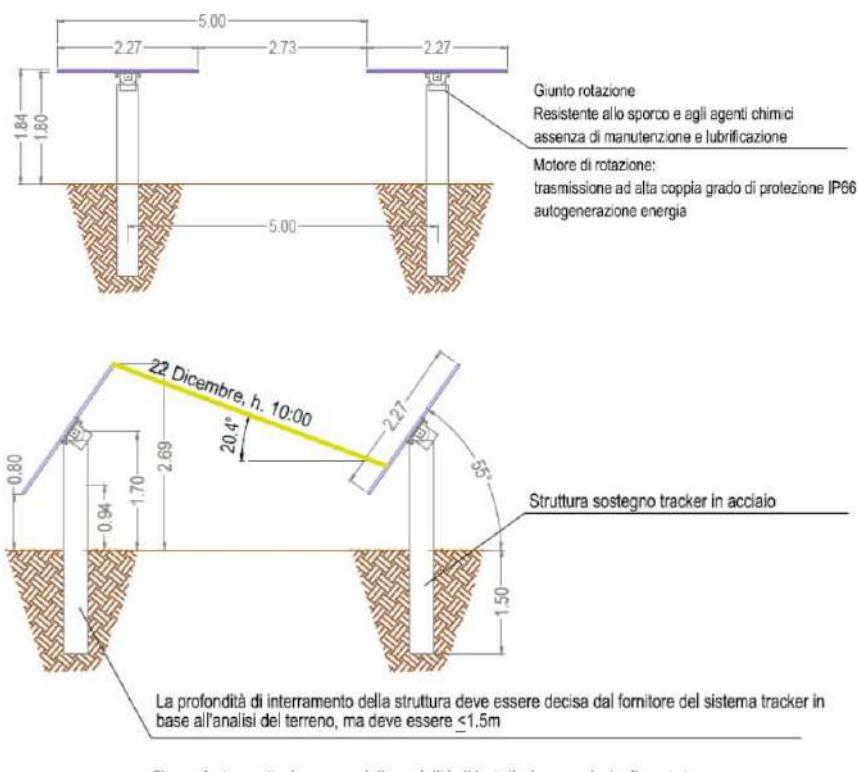 5.00
2.27
2.73
2.27
1.84
1.80
Giunto rotazione
Resistente allo sporco e agli agenti chimici
assenza di manutenzione e lubrificazione
Motore di rotazione:
trasmissione ad alta coppia grado di protezione IP66
autogenerazione energia
5.00
22 Dicembre, h. 10:00
20,4°
2.27
55°
0.80
0.94
1.70
2.69
Struttura sostegno tracker in acciaio
1.50
La profondità di interramento della struttura deve essere decisa dal fornitore del sistema tracker in
base all'analisi del terreno, ma deve essere ≤1.5m